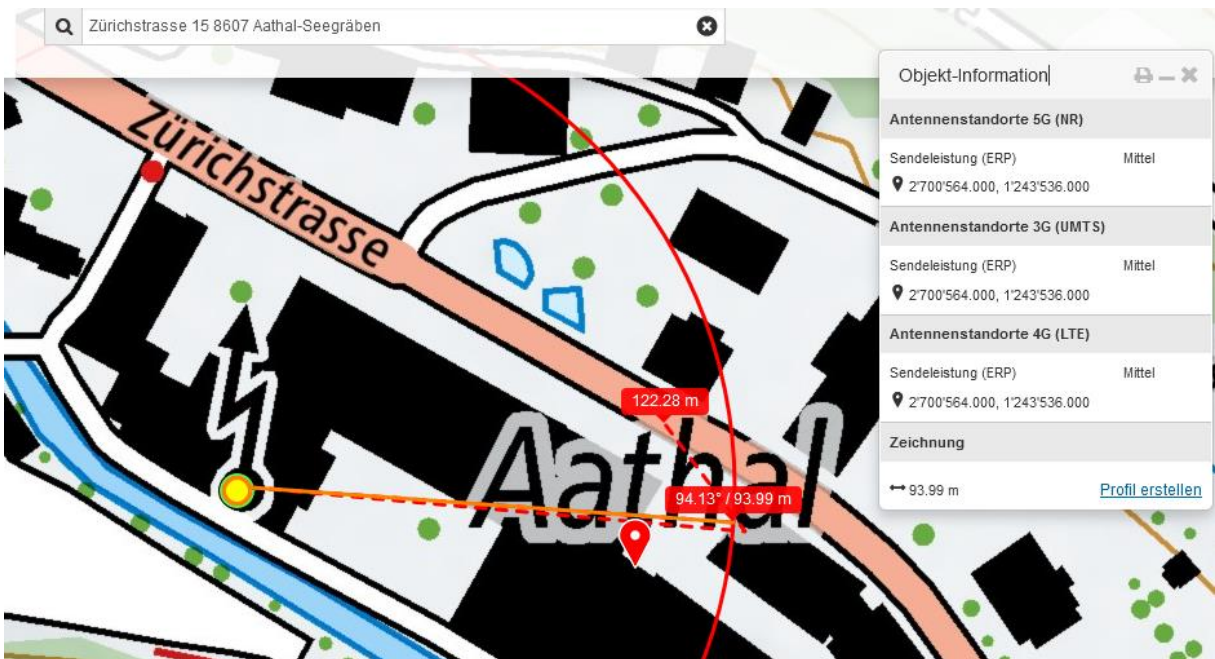 Zürichstrasse 15 8607 Aathal-Seegräben
Objekt-Information
Antennenstandorte 5G (NR)
Sendeleistung (ERP) Mittel
2'700'564.000, 1'243'536.000
Antennenstandorte 3G (UMTS)
Sendeleistung (ERP) Mittel
2'700'564.000, 1'243'536.000
Antennenstandorte 4G (LTE)
Sendeleistung (ERP) Mittel
2'700'564.000, 1'243'536.000
Zeichnung
93.99 m Profil erstellen
Zürichstrasse
122.28 m
Aathal
94.13° / 93.99 m